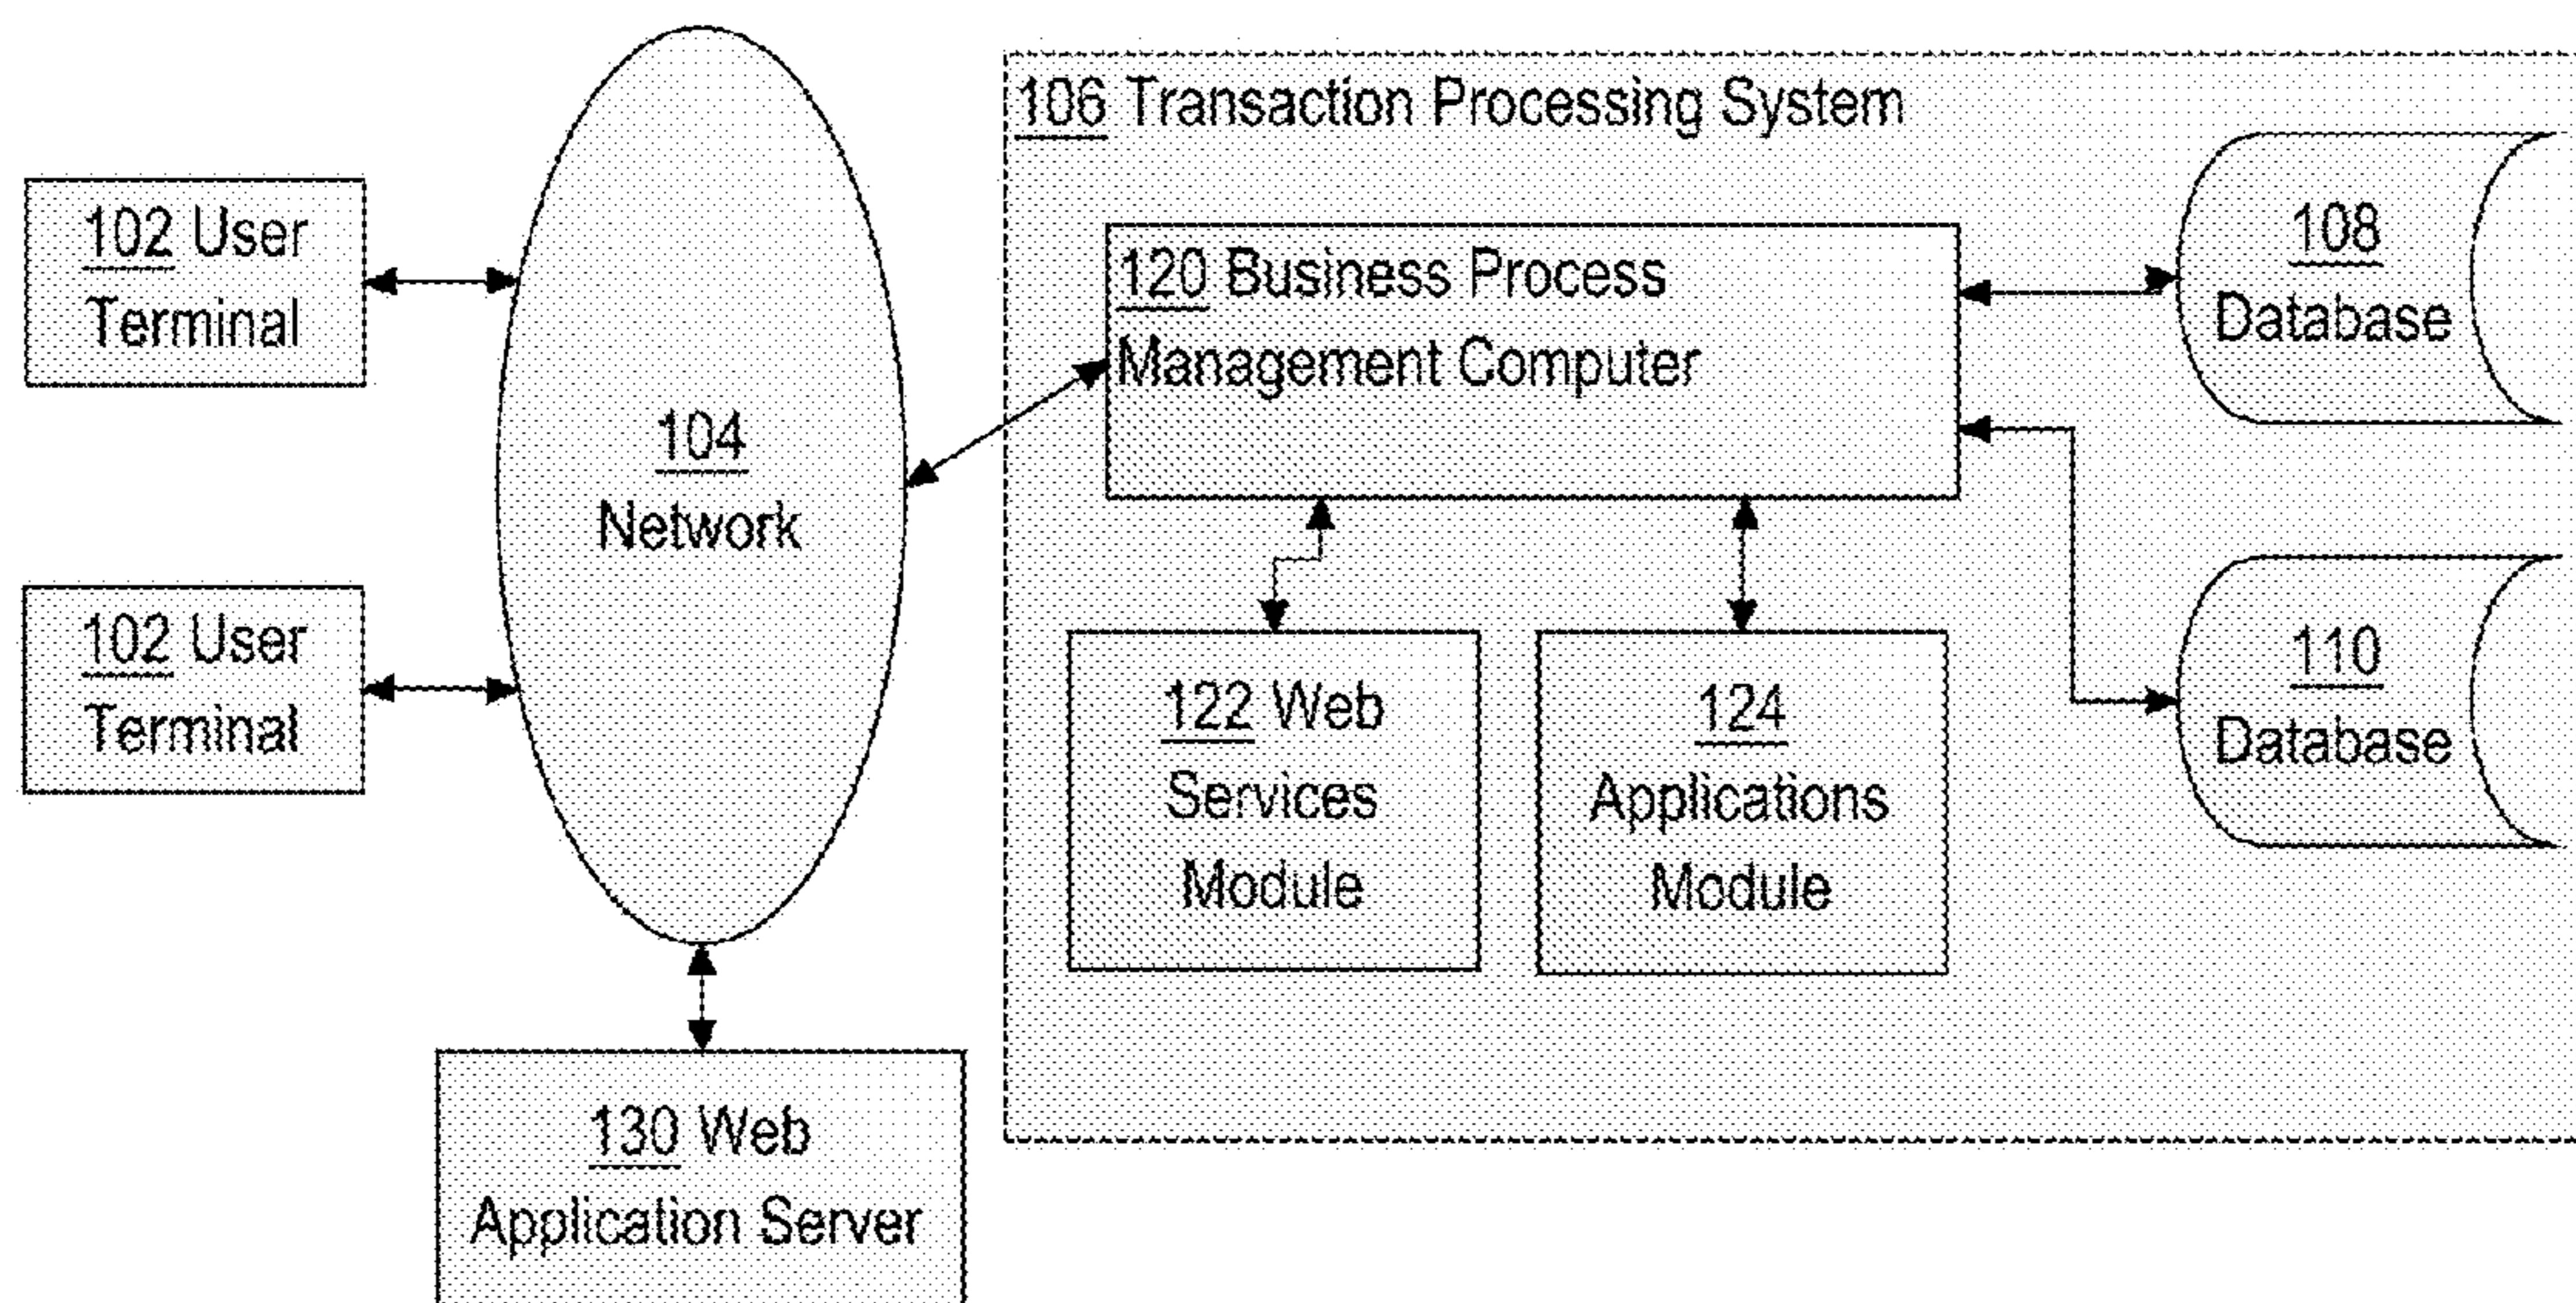 106 Transaction Processing System
102 User
Terminal
104
Network
120 Business Process
Management Computer
108
Database
102 User
Terminal
122 Web
Services
Module
124
Applications
Module
110
Database
130 Web
Application Server